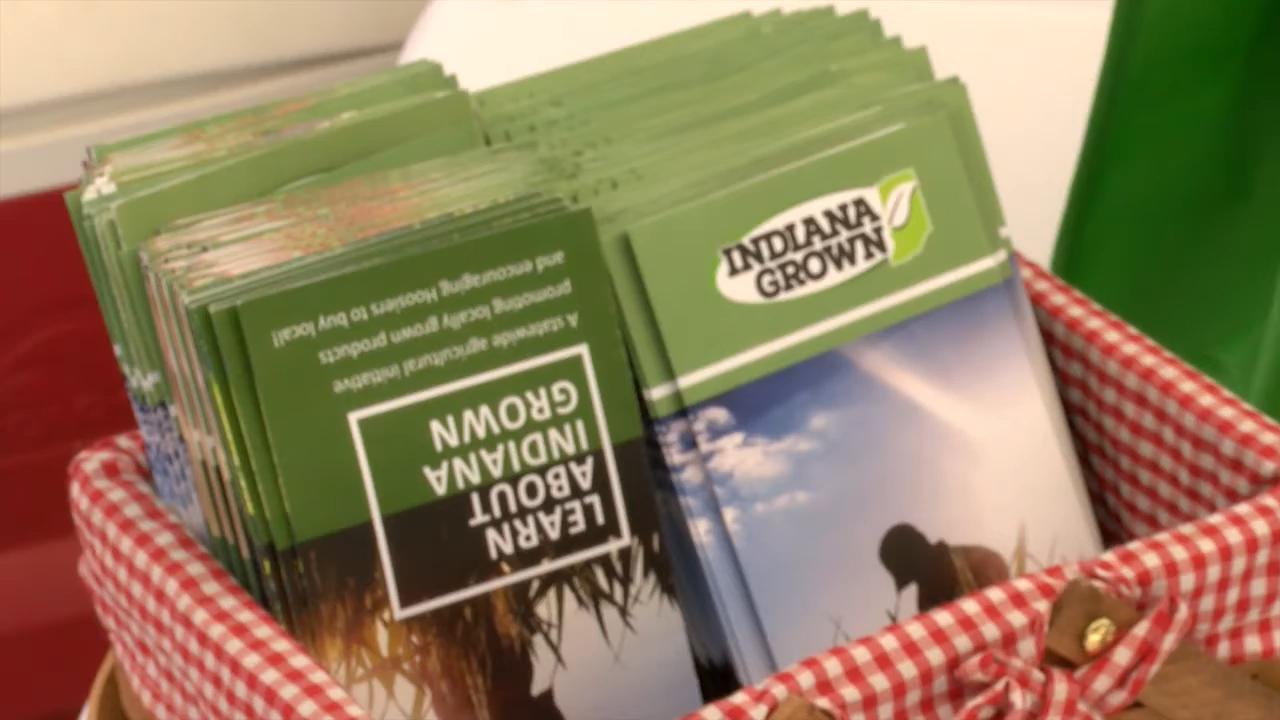 INDIANA
GROWN
LEARN
ABOUT
INDIANA
GROWN
A statewide agricultural initiative
promoting locally grown products
and encouraging Hoosiers to buy local!